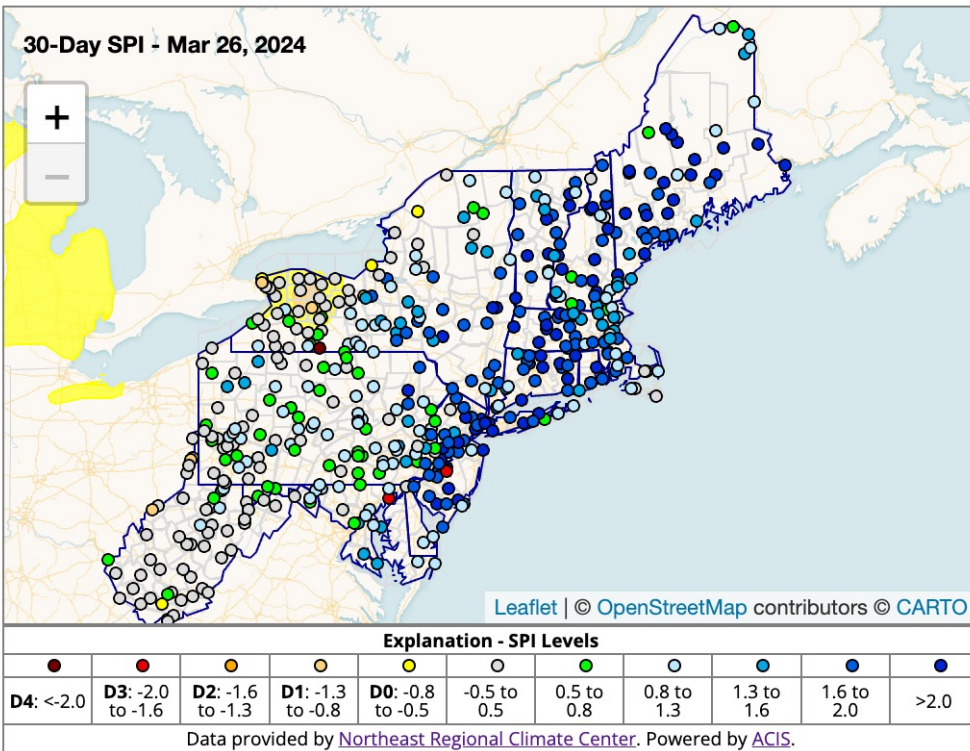 30-Day SPI - Mar 26, 2024
+
−
Leaflet | © OpenStreetMap contributors © CARTO
Explanation - SPI Levels
D4: <-2.0
D3: -2.0 to -1.6
D2: -1.6 to -1.3
D1: -1.3 to -0.8
D0: -0.8 to -0.5
-0.5 to 0.5
0.5 to 0.8
0.8 to 1.3
1.3 to 1.6
1.6 to 2.0
>2.0
Data provided by Northeast Regional Climate Center. Powered by ACIS.